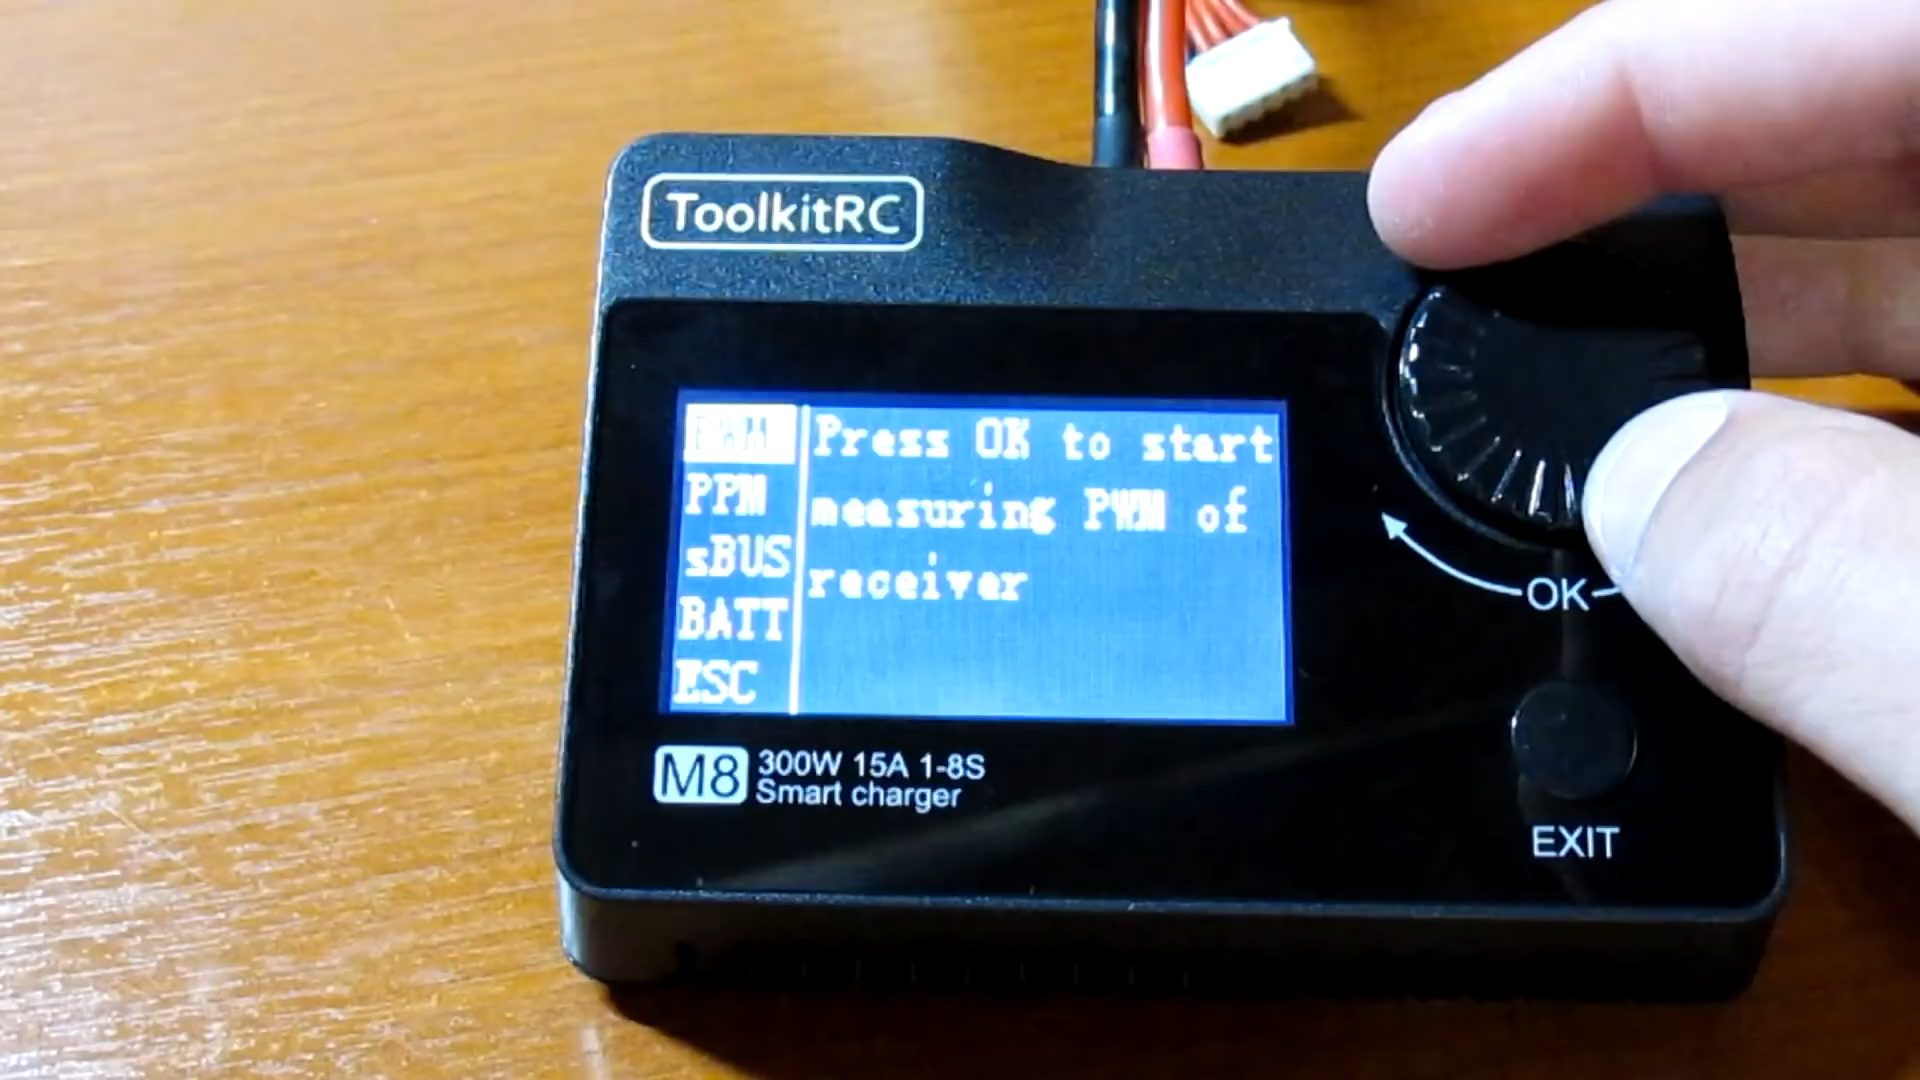 ToolkitRC
PWM
PPM
sBUS
BATT
ESC
Press OK to start
measuring PWM of
receiver
M8
300W 15A 1-8S
Smart charger
OK
EXIT